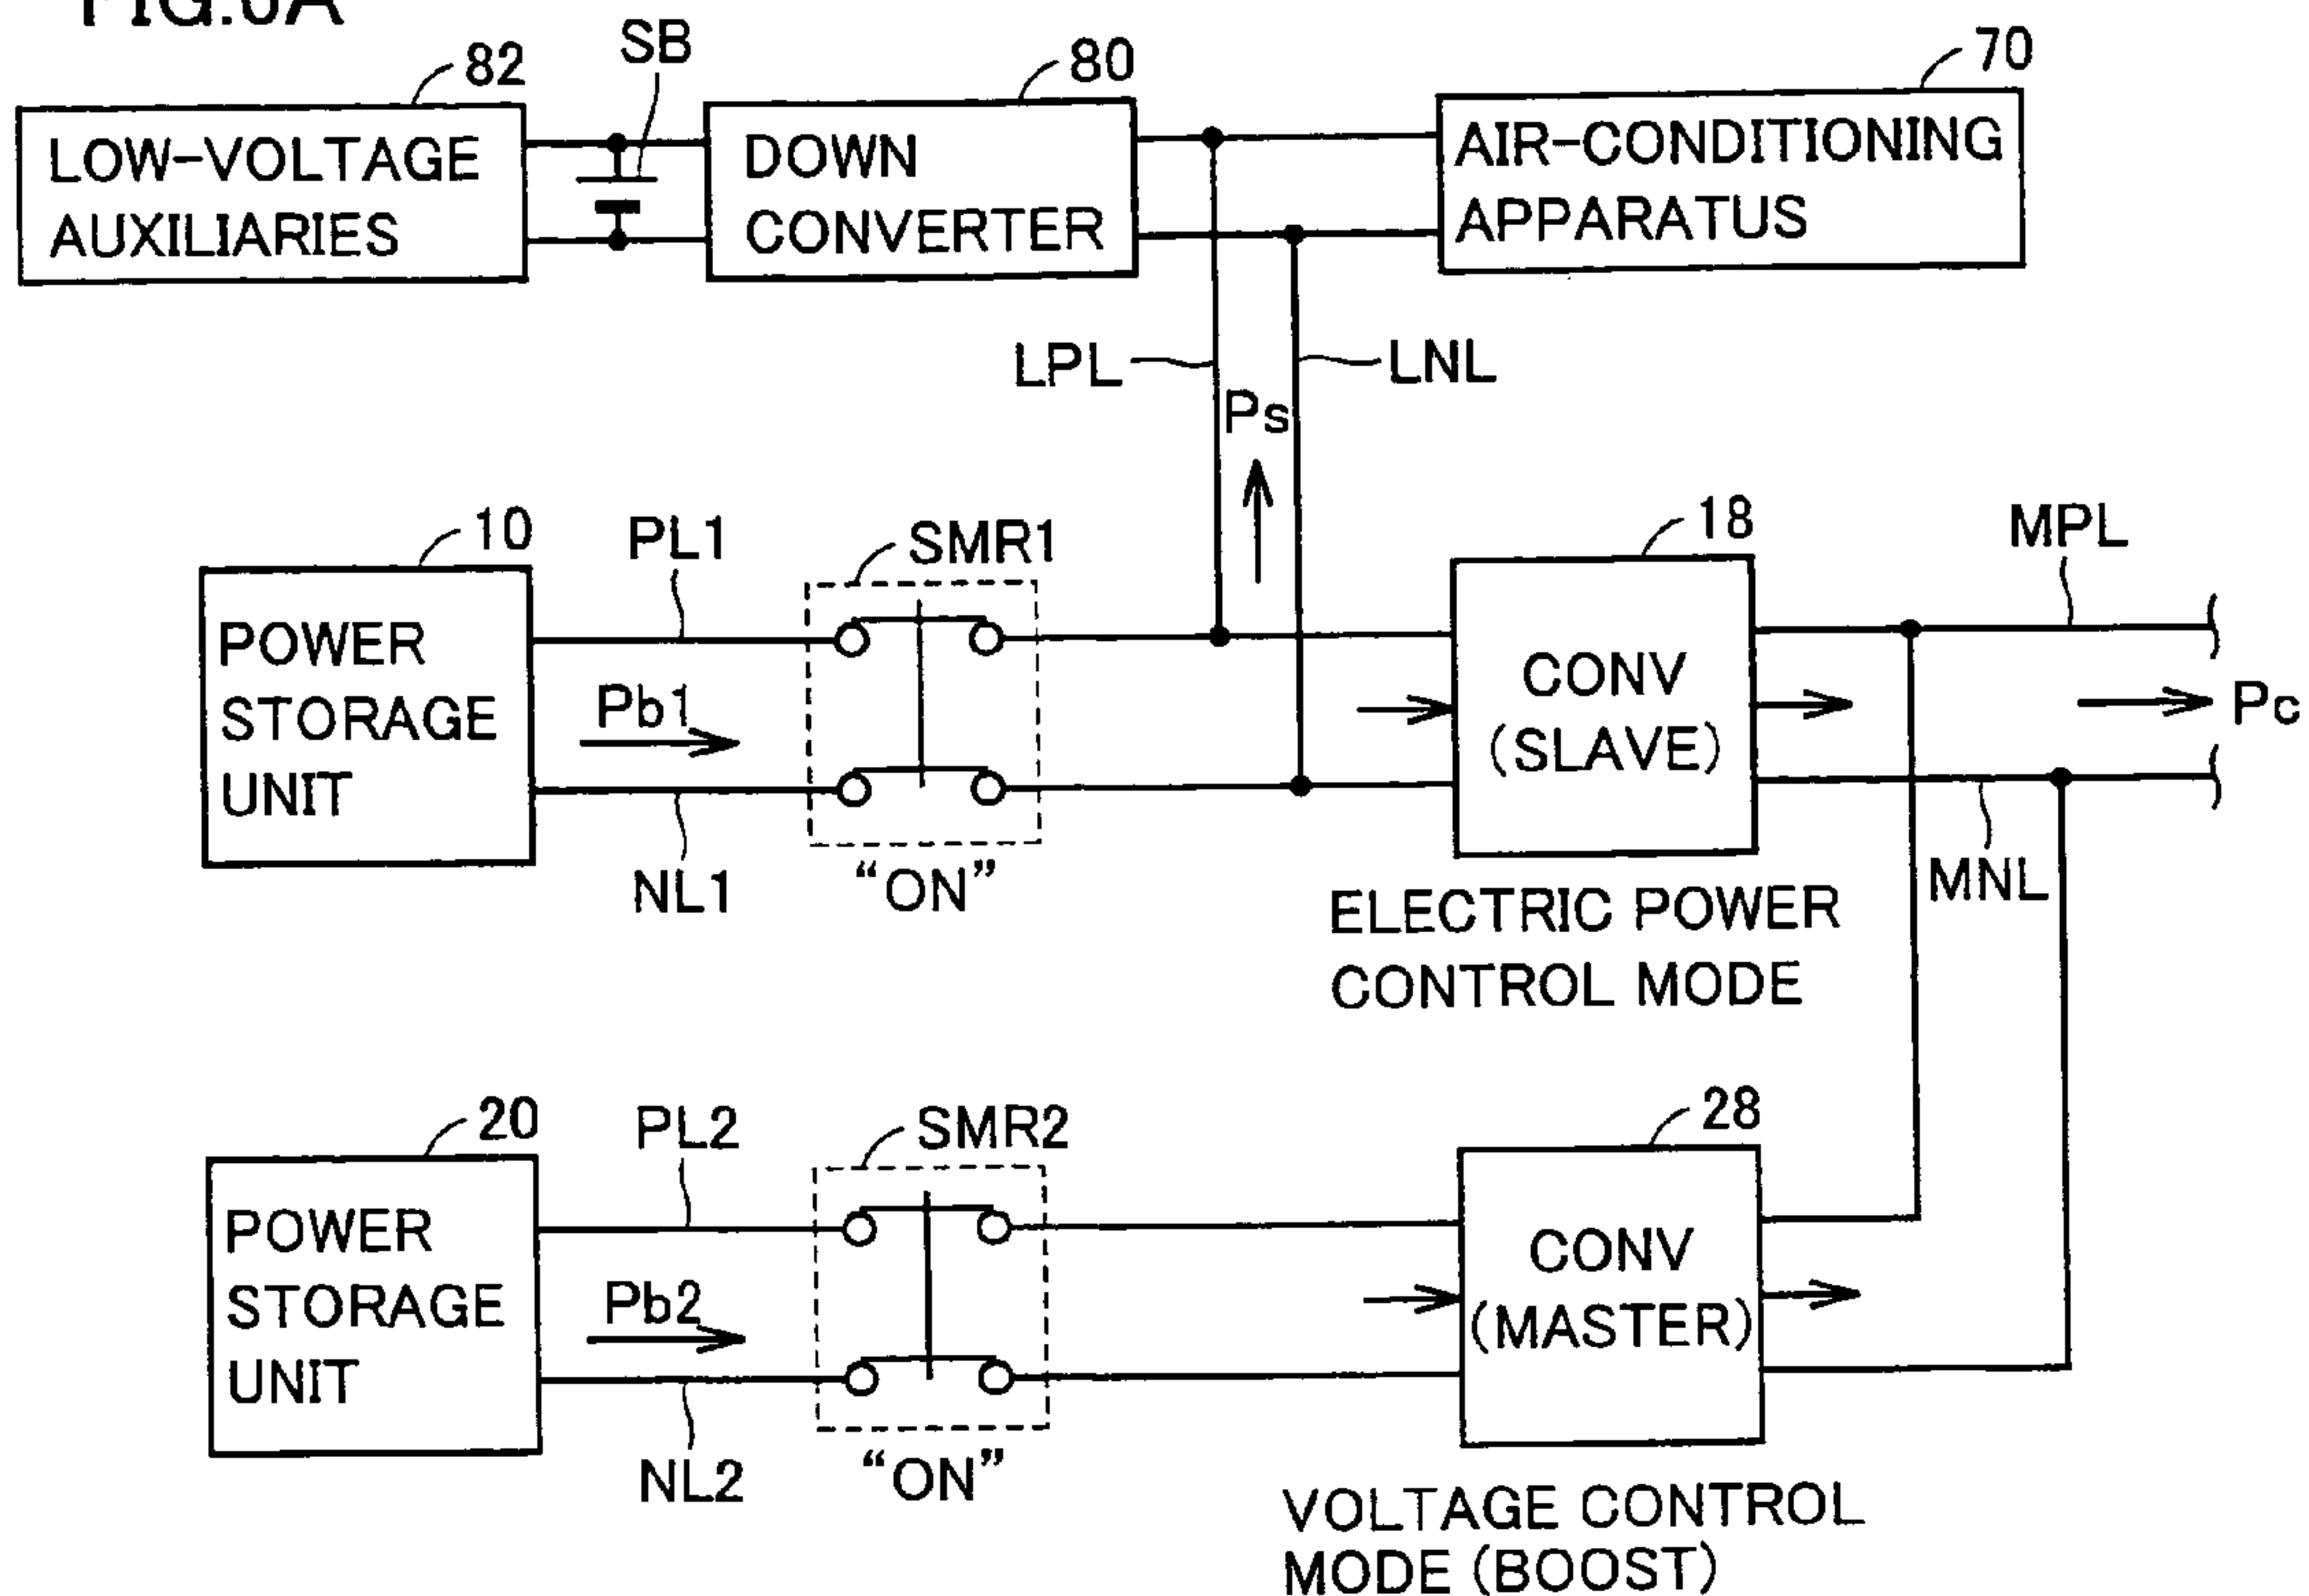 82
SB
80
70
LOW-VOLTAGE
AUXILIARIES
DOWN
CONVERTER
AIR-CONDITIONING
APPARATUS
LPL
LNL
Ps
10
PL1
SMR1
18
MPL
POWER
STORAGE
UNIT
Pb1
CONV
(SLAVE)
Pc
NL1
“ON”
MNL
ELECTRIC POWER
CONTROL MODE
20
PL2
SMR2
28
POWER
STORAGE
UNIT
Pb2
CONV
(MASTER)
NL2
“ON”
VOLTAGE CONTROL
MODE (BOOST)